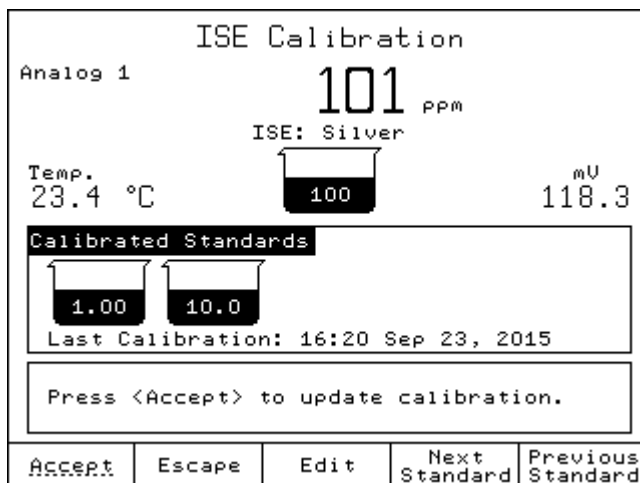 ISE Calibration
Analog 1
101 ppm
ISE: Silver
Temp.
23.4 °C
100
mV
118.3
Calibrated Standards
1.00 10.0
Last Calibration: 16:20 Sep 23, 2015
Press <Accept> to update calibration.
Accept
Escape
Edit
Next
Standard
Previous
Standard